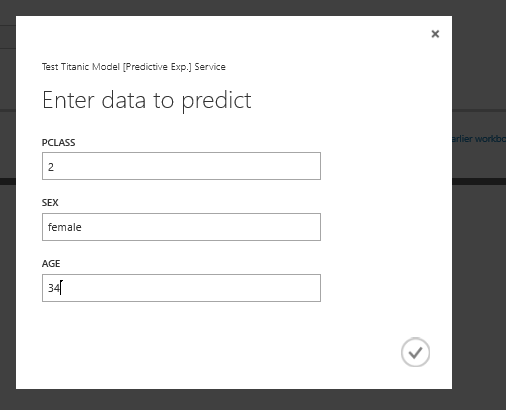 Test Titanic Model [Predictive Exp.] Service
Enter data to predict
PCLASS
2
SEX
female
AGE
34